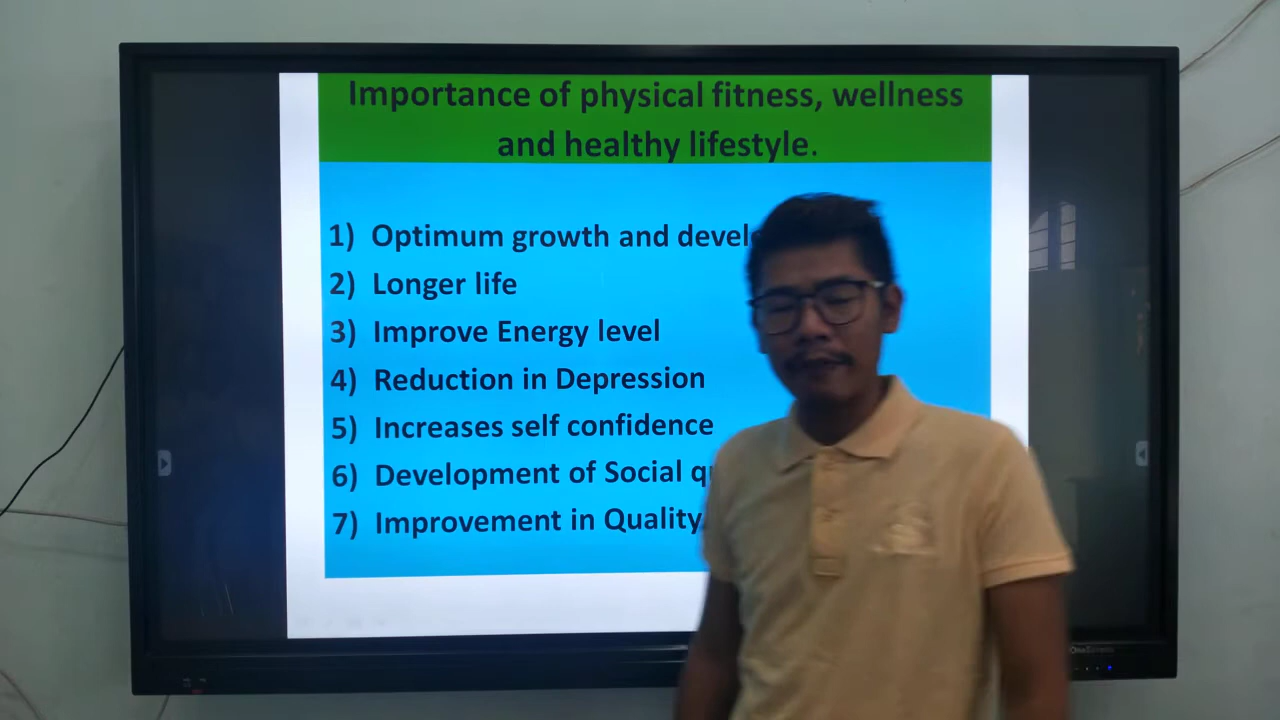 Importance of physical fitness, wellness
and healthy lifestyle.
1) Optimum growth and devel
2) Longer life
3) Improve Energy level
4) Reduction in Depression
5) Increases self confidence
6) Development of Social q
7) Improvement in Quality